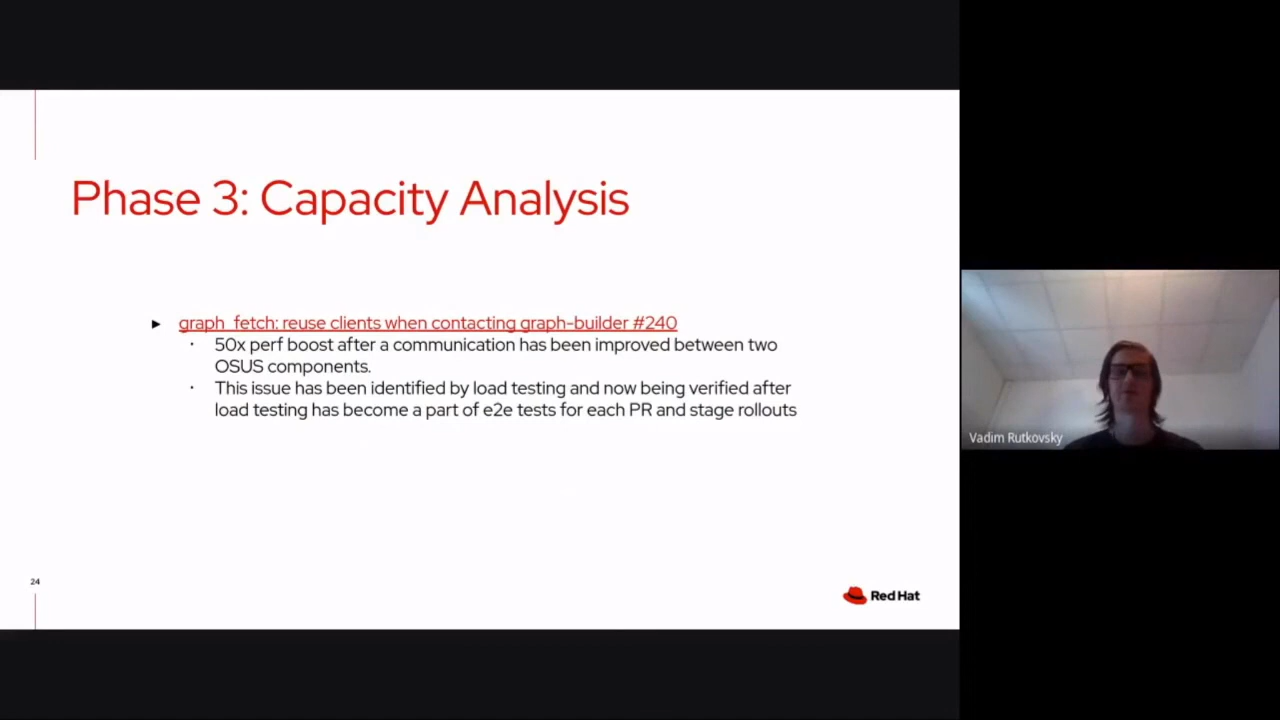 Phase 3: Capacity Analysis
► graph_fetch: reuse clients when contacting graph-builder #240
· 50x perf boost after a communication has been improved between two
OSUS components.
· This issue has been identified by load testing and now being verified after
load testing has become a part of e2e tests for each PR and stage rollouts
24
Red Hat
Vadim Rutkovsky